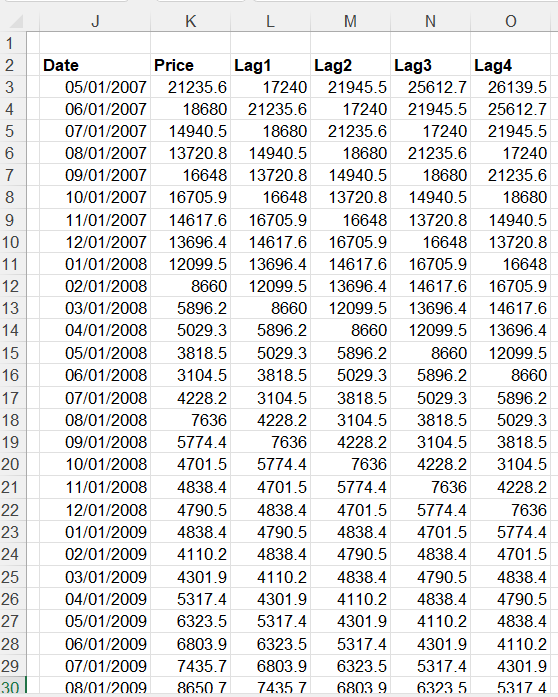 J K L M N O
1
2 Date Price Lag1 Lag2 Lag3 Lag4
3 05/01/2007 21235.6 17240 21945.5 25612.7 26139.5
4 06/01/2007 18680 21235.6 17240 21945.5 25612.7
5 07/01/2007 14940.5 18680 21235.6 17240 21945.5
6 08/01/2007 13720.8 14940.5 18680 21235.6 17240
7 09/01/2007 16648 13720.8 14940.5 18680 21235.6
8 10/01/2007 16705.9 16648 13720.8 14940.5 18680
9 11/01/2007 14617.6 16705.9 16648 13720.8 14940.5
10 12/01/2007 13696.4 14617.6 16705.9 16648 13720.8
11 01/01/2008 12099.5 13696.4 14617.6 16705.9 16648
12 02/01/2008 8660 12099.5 13696.4 14617.6 16705.9
13 03/01/2008 5896.2 8660 12099.5 13696.4 14617.6
14 04/01/2008 5029.3 5896.2 8660 12099.5 13696.4
15 05/01/2008 3818.5 5029.3 5896.2 8660 12099.5
16 06/01/2008 3104.5 3818.5 5029.3 5896.2 8660
17 07/01/2008 4228.2 3104.5 3818.5 5029.3 5896.2
18 08/01/2008 7636 4228.2 3104.5 3818.5 5029.3
19 09/01/2008 5774.4 7636 4228.2 3104.5 3818.5
20 10/01/2008 4701.5 5774.4 7636 4228.2 3104.5
21 11/01/2008 4838.4 4701.5 5774.4 7636 4228.2
22 12/01/2008 4790.5 4838.4 4701.5 5774.4 7636
23 01/01/2009 4838.4 4790.5 4838.4 4701.5 5774.4
24 02/01/2009 4110.2 4838.4 4790.5 4838.4 4701.5
25 03/01/2009 4301.9 4110.2 4838.4 4790.5 4838.4
26 04/01/2009 5317.4 4301.9 4110.2 4838.4 4790.5
27 05/01/2009 6323.5 5317.4 4301.9 4110.2 4838.4
28 06/01/2009 6803.9 6323.5 5317.4 4301.9 4110.2
29 07/01/2009 7435.7 6803.9 6323.5 5317.4 4301.9
30 08/01/2009 8650.7 7435.7 6803.9 6323.5 5317.4